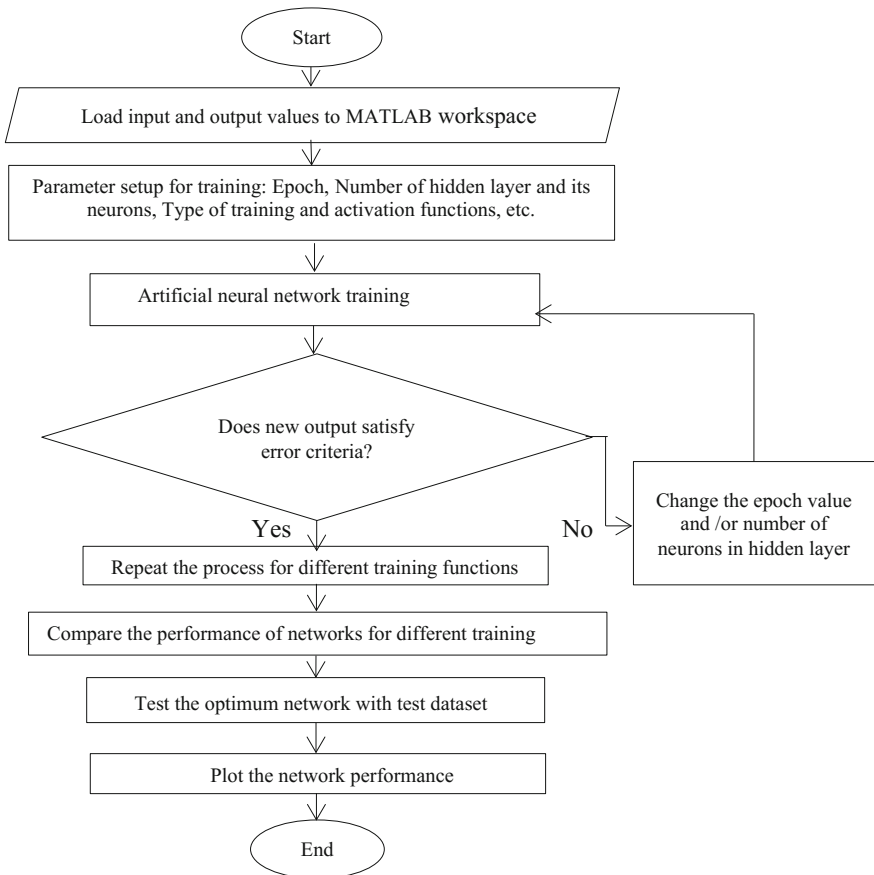 Start
Load input and output values to MATLAB workspace
Parameter setup for training: Epoch, Number of hidden layer and its
neurons, Type of training and activation functions, etc.
Artificial neural network training
Does new output satisfy
error criteria?
Yes
No
Change the epoch value
and /or number of
neurons in hidden layer
Repeat the process for different training functions
Compare the performance of networks for different training
Test the optimum network with test dataset
Plot the network performance
End